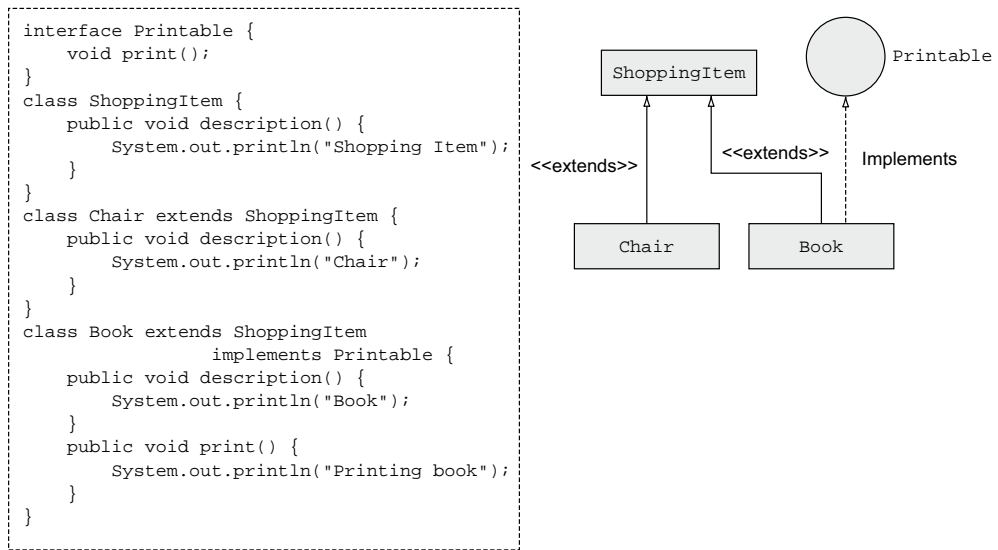 interface Printable {
    void print();
}
class ShoppingItem {
    public void description() {
        System.out.println("Shopping Item");
    }
}
class Chair extends ShoppingItem {
    public void description() {
        System.out.println("Chair");
    }
}
class Book extends ShoppingItem
                implements Printable {
    public void description() {
        System.out.println("Book");
    }
    public void print() {
        System.out.println("Printing book");
    }
}
ShoppingItem
Printable
<<extends>>
<<extends>>
Implements
Chair
Book